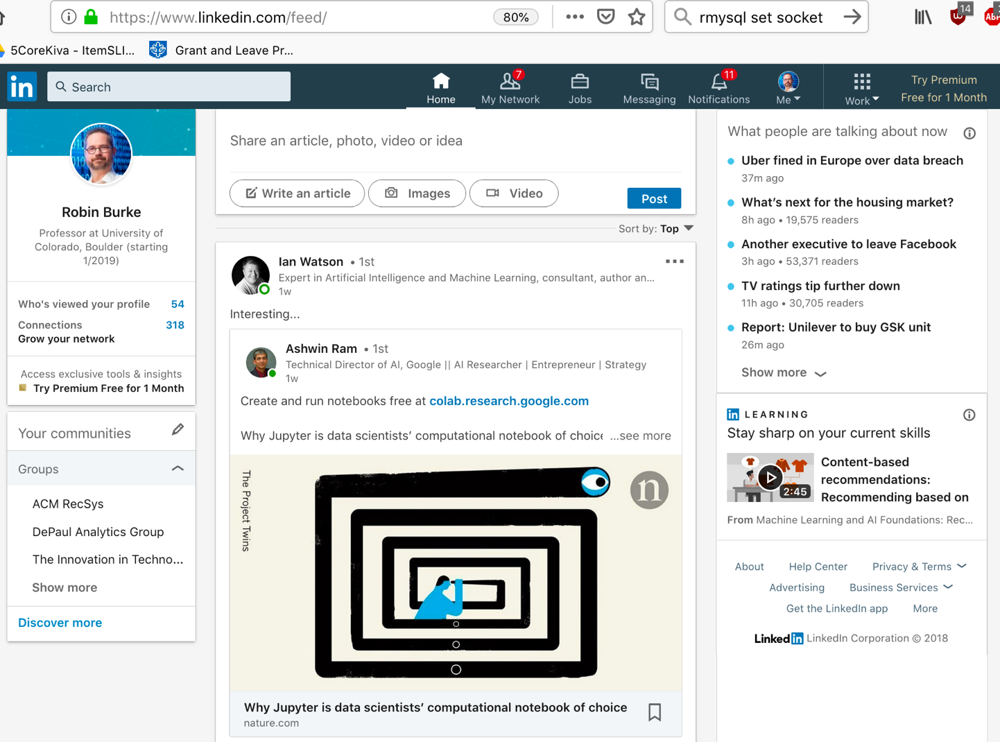 https://www.linkedin.com/feed/
80%
rmysql set socket
14
ABP
5CoreKiva - ItemSLI...
Grant and Leave Pr...
in
Search
Home
7
My Network
Jobs
Messaging
11
Notifications
Me
Work
Try Premium
Free for 1 Month
Robin Burke
Professor at University of
Colorado, Boulder (starting
1/2019)
Who's viewed your profile 54
Connections 318
Grow your network
Access exclusive tools & insights
Try Premium Free for 1 Month
Your communities
Groups
ACM RecSys
DePaul Analytics Group
The Innovation in Techno...
Show more
Discover more
Share an article, photo, video or idea
Write an article
Images
Video
Post
Sort by: Top
Ian Watson • 1st
Expert in Artificial Intelligence and Machine Learning, consultant, author an...
1w
Interesting...
Ashwin Ram • 1st
Technical Director of AI, Google || AI Researcher | Entrepreneur | Strategy
1w
Create and run notebooks free at colab.research.google.com
Why Jupyter is data scientists’ computational notebook of choice ...see more
The Project Twins
n
Why Jupyter is data scientists’ computational notebook of choice
nature.com
What people are talking about now
Uber fined in Europe over data breach
37m ago
What’s next for the housing market?
8h ago • 19,575 readers
Another executive to leave Facebook
3h ago • 53,371 readers
TV ratings tip further down
11h ago • 30,705 readers
Report: Unilever to buy GSK unit
26m ago
Show more
in LEARNING
Stay sharp on your current skills
2:45
Content-based
recommendations:
Recommending based on
From Machine Learning and AI Foundations: Rec...
About Help Center Privacy & Terms
Advertising Business Services
Get the LinkedIn app More
Linkedin LinkedIn Corporation © 2018